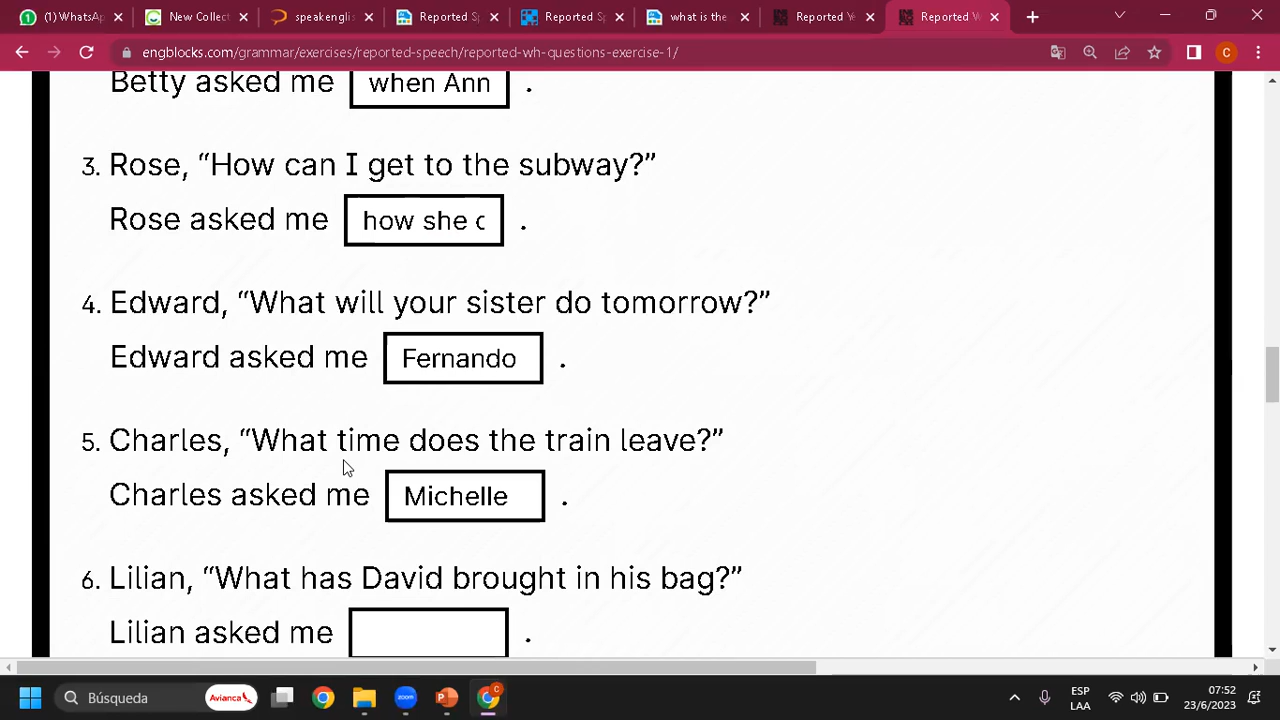 (1) WhatsA
New Collect
speakenglis
Reported Sp
Reported Sp
what is the
Reported W
Reported W
engblocks.com/grammar/exercises/reported-speech/reported-wh-questions-exercise-1/
C
Betty asked me when Ann .
3. Rose, “How can I get to the subway?”
Rose asked me how she c .
4. Edward, “What will your sister do tomorrow?”
Edward asked me Fernando .
5. Charles, “What time does the train leave?”
Charles asked me Michelle .
6. Lilian, “What has David brought in his bag?”
Lilian asked me .
Búsqueda
Avianca
zoom
C
ESP
LAA
07:52
23/6/2023